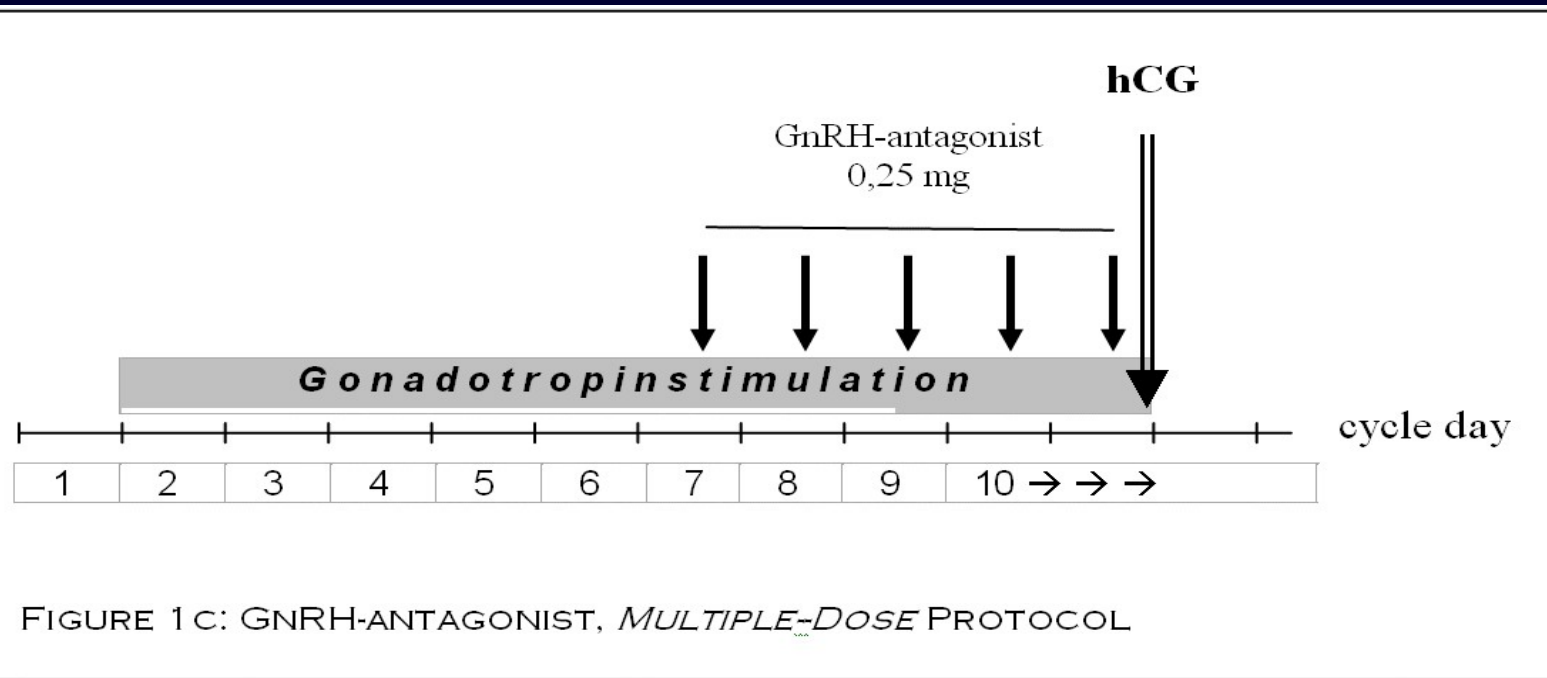 hCG
GnRH-antagonist
0,25 mg
Gonadotropinstimulation
cycle day
1 2 3 4 5 6 7 8 9 10 → → →
FIGURE 1C: GNRH-ANTAGONIST, MULTIPLE-DOSE PROTOCOL